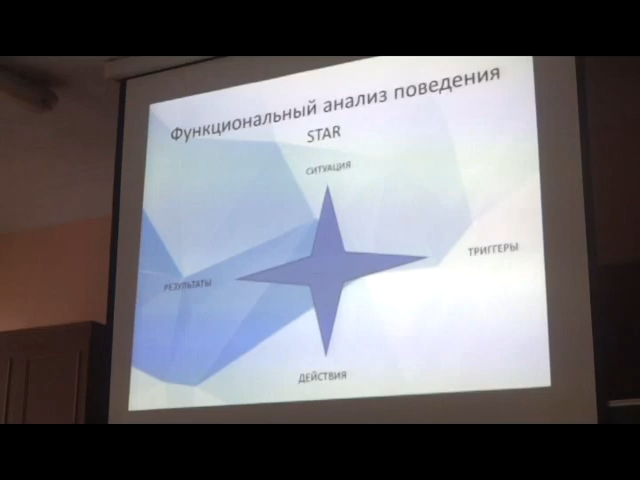 Функциональный анализ поведения
STAR
СИТУАЦИЯ
ТРИГГЕРЫ
РЕЗУЛЬТАТЫ
ДЕЙСТВИЯ